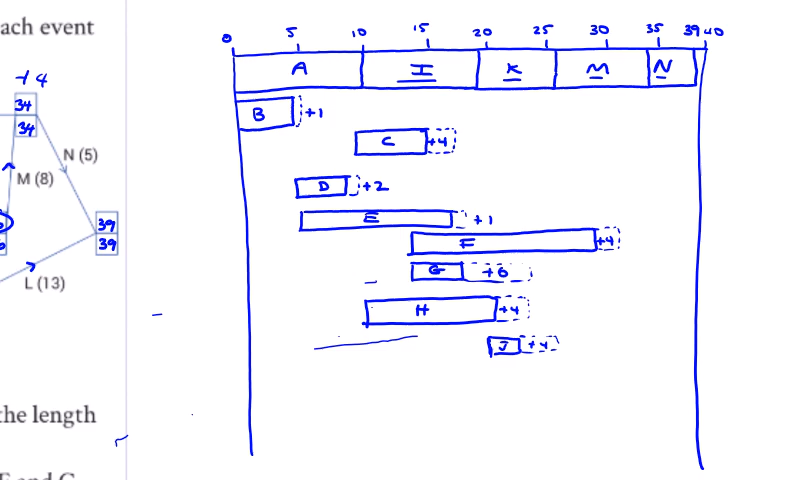 ach event
0 5 10 15 20 25 30 35 39 40
34
34
N (5)
M (8)
39
39
L (13)
the length
A I K M N
B +1
C +4
D +2
E +1
F +4
G +6
H +4
J +4